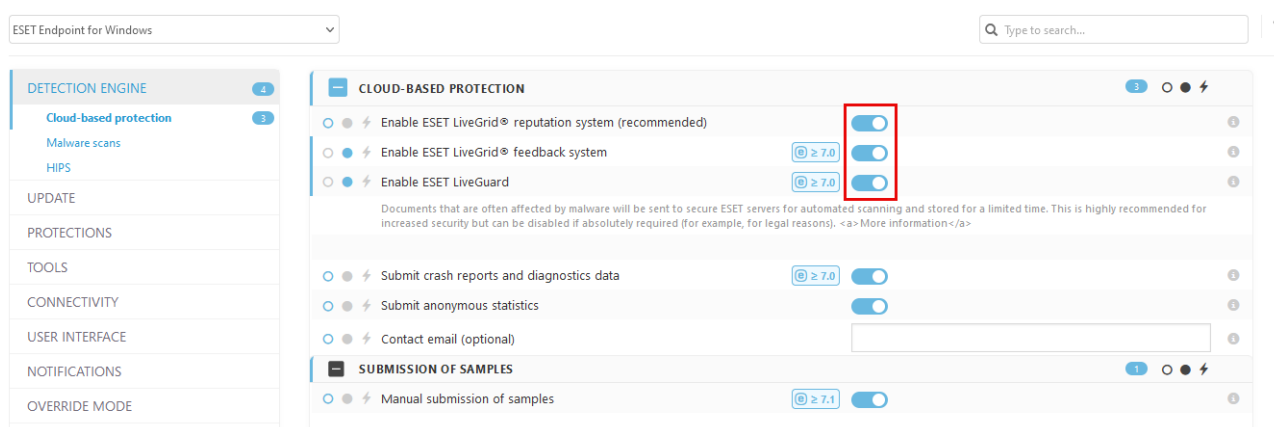 ESET Endpoint for Windows
Type to search...
DETECTION ENGINE 4
Cloud-based protection 3
Malware scans
HIPS
UPDATE
PROTECTIONS
TOOLS
CONNECTIVITY
USER INTERFACE
NOTIFICATIONS
OVERRIDE MODE
CLOUD-BASED PROTECTION 3
Enable ESET LiveGrid® reputation system (recommended)
Enable ESET LiveGrid® feedback system ≥ 7.0
Enable ESET LiveGuard ≥ 7.0
Documents that are often affected by malware will be sent to secure ESET servers for automated scanning and stored for a limited time. This is highly recommended for
increased security but can be disabled if absolutely required (for example, for legal reasons). <a>More information</a>
Submit crash reports and diagnostics data ≥ 7.0
Submit anonymous statistics
Contact email (optional)
SUBMISSION OF SAMPLES 1
Manual submission of samples ≥ 7.1